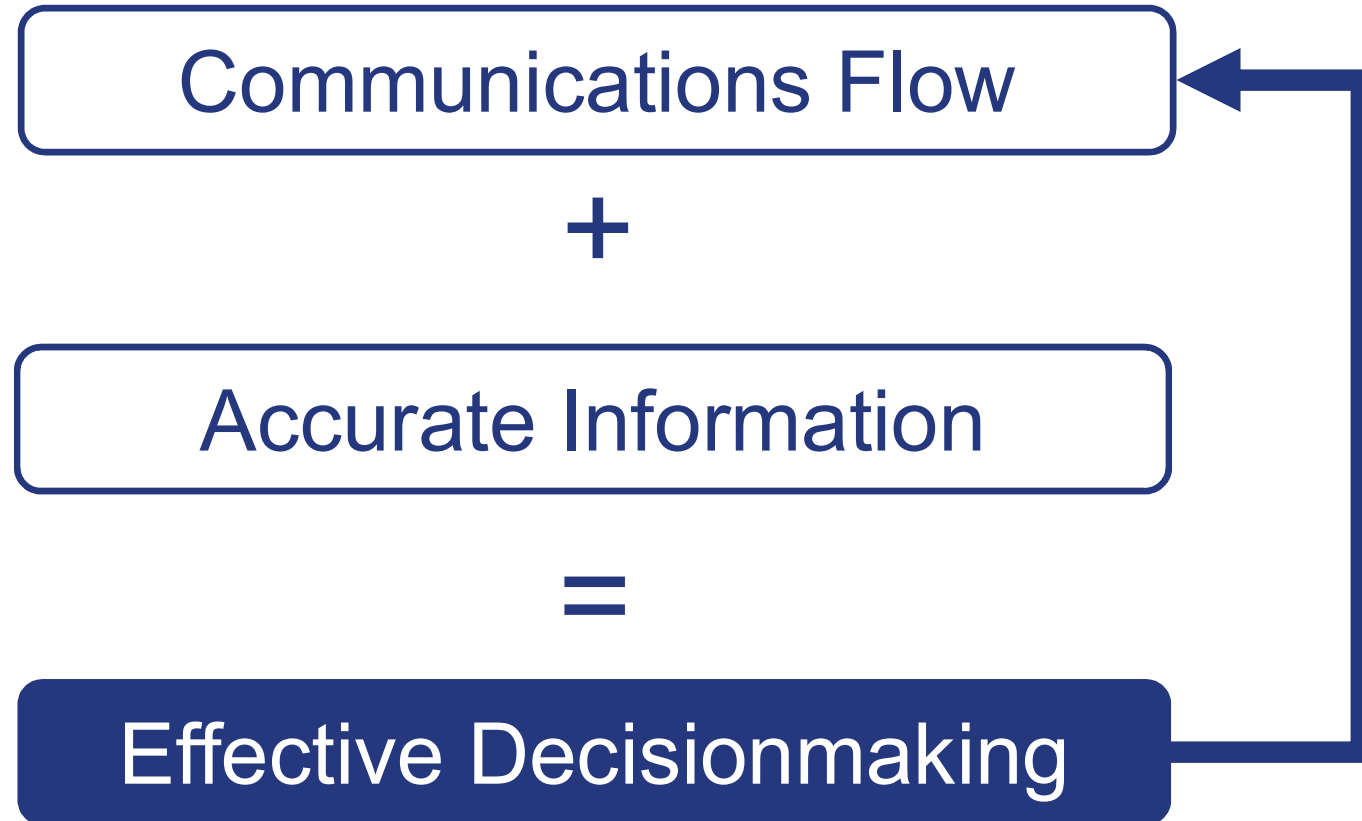 Communications Flow
+
Accurate Information
=
Effective Decisionmaking